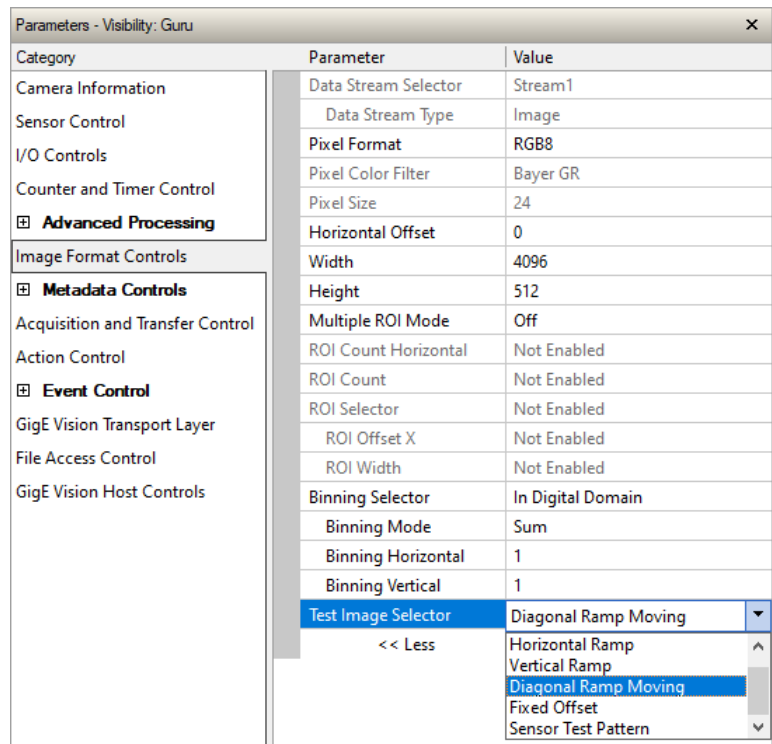 Parameters - Visibility: Guru
Category
Camera Information
Sensor Control
I/O Controls
Counter and Timer Control
Advanced Processing
Image Format Controls
Metadata Controls
Acquisition and Transfer Control
Action Control
Event Control
GigE Vision Transport Layer
File Access Control
GigE Vision Host Controls
Parameter Value
Data Stream Selector Stream1
Data Stream Type Image
Pixel Format RGB8
Pixel Color Filter Bayer GR
Pixel Size 24
Horizontal Offset 0
Width 4096
Height 512
Multiple ROI Mode Off
ROI Count Horizontal Not Enabled
ROI Count Not Enabled
ROI Selector Not Enabled
ROI Offset X Not Enabled
ROI Width Not Enabled
Binning Selector In Digital Domain
Binning Mode Sum
Binning Horizontal 1
Binning Vertical 1
Test Image Selector Diagonal Ramp Moving
<< Less
Horizontal Ramp
Vertical Ramp
Diagonal Ramp Moving
Fixed Offset
Sensor Test Pattern